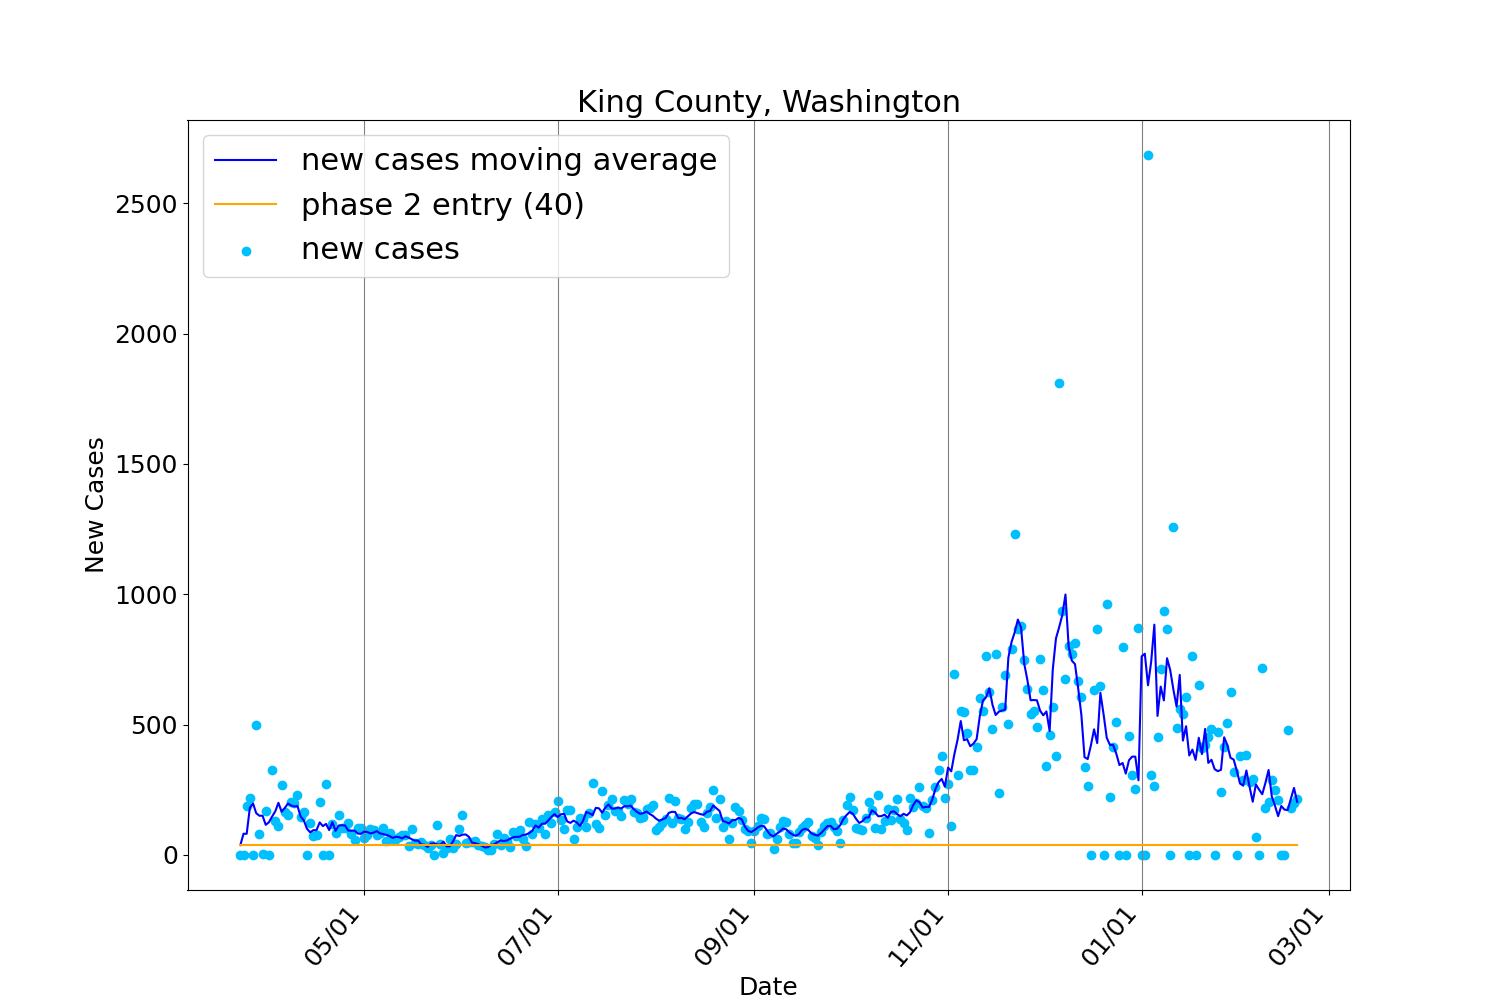 King County, Washington
new cases moving average
phase 2 entry (40)
new cases
2500
2000
1500
1000
500
0
New Cases
05/01
07/01
09/01
11/01
01/01
03/01
Date